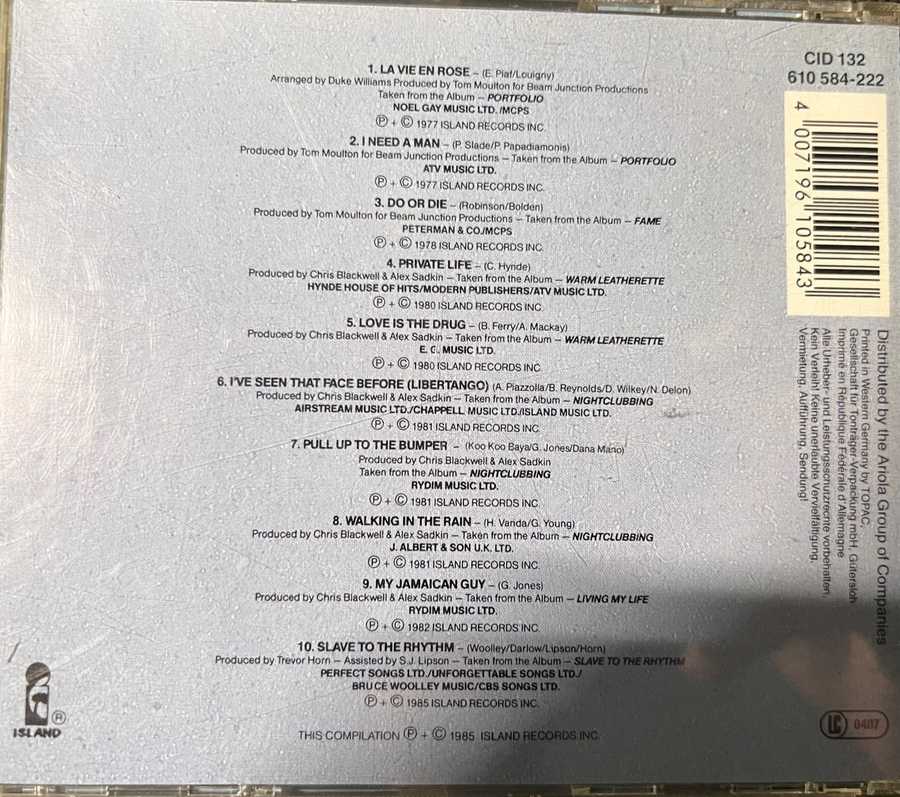 1. LA VIE EN ROSE – (E. Piaf/Louigny)
Arranged by Duke Williams Produced by Tom Moulton for Beam Junction Productions
Taken from the Album – PORTFOLIO
NOEL GAY MUSIC LTD. /MCPS
Ⓟ + © 1977 ISLAND RECORDS INC.
2. I NEED A MAN – (P. Slade/P. Papadiamonis)
Produced by Tom Moulton for Beam Junction Productions – Taken from the Album – PORTFOLIO
ATV MUSIC LTD.
Ⓟ + © 1977 ISLAND RECORDS INC.
3. DO OR DIE – (Robinson/Bolden)
Produced by Tom Moulton for Beam Junction Productions – Taken from the Album – FAME
PETERMAN & CO/MCPS
Ⓟ + © 1978 ISLAND RECORDS INC.
4. PRIVATE LIFE – (C. Hynde)
Produced by Chris Blackwell & Alex Sadkin – Taken from the Album – WARM LEATHERETTE
HYNDE HOUSE OF HITS/MODERN PUBLISHERS/ATV MUSIC LTD.
Ⓟ + © 1980 ISLAND RECORDS INC.
5. LOVE IS THE DRUG – (B. Ferry/A. Mackay)
Produced by Chris Blackwell & Alex Sadkin – Taken from the Album – WARM LEATHERETTE
E. G. MUSIC LTD.
Ⓟ + © 1980 ISLAND RECORDS INC.
6. I'VE SEEN THAT FACE BEFORE (LIBERTANGO) (A. Piazzolla/B. Reynolds/D. Wilkey/N. Delon)
Produced by Chris Blackwell & Alex Sadkin – Taken from the Album – NIGHTCLUBBING
AIRSTREAM MUSIC LTD./CHAPPELL MUSIC LTD./ISLAND MUSIC LTD.
Ⓟ + © 1981 ISLAND RECORDS INC.
7. PULL UP TO THE BUMPER – (Koo Koo Baya/G. Jones/Dana Mano)
Produced by Chris Blackwell & Alex Sadkin
Taken from the Album – NIGHTCLUBBING
RYDIM MUSIC LTD.
Ⓟ + © 1981 ISLAND RECORDS INC.
8. WALKING IN THE RAIN – (H. Vanda/G. Young)
Produced by Chris Blackwell & Alex Sadkin – Taken from the Album – NIGHTCLUBBING
J. ALBERT & SON U.K. LTD.
Ⓟ + © 1981 ISLAND RECORDS INC.
9. MY JAMAICAN GUY – (G. Jones)
Produced by Chris Blackwell & Alex Sadkin – Taken from the Album – LIVING MY LIFE
RYDIM MUSIC LTD.
Ⓟ + © 1982 ISLAND RECORDS INC.
10. SLAVE TO THE RHYTHM – (Woolley/Darlow/Lipson/Horn)
Produced by Trevor Horn – Assisted by S.J. Lipson – Taken from the Album – SLAVE TO THE RHYTHM
PERFECT SONGS LTD./UNFORGETTABLE SONGS LTD./
BRUCE WOOLLEY MUSIC/CBS SONGS LTD.
Ⓟ + © 1985 ISLAND RECORDS INC.
THIS COMPILATION Ⓟ + © 1985 ISLAND RECORDS INC.
ISLAND ®
CID 132
610 584-222
4 007196 105843
Distributed by the Ariola Group of Companies
Printed in Western Germany by TOPAC,
Gesellschaft für Tonträger-Verpackung mbH, Gütersloh
Imprimé en République Fédérale d'Allemagne
Alle Urheber- und Leistungsschutzrechte vorbehalten.
Kein Verleih! Keine unerlaubte Vervielfältigung,
Vermietung, Aufführung, Sendung!
LC 0407